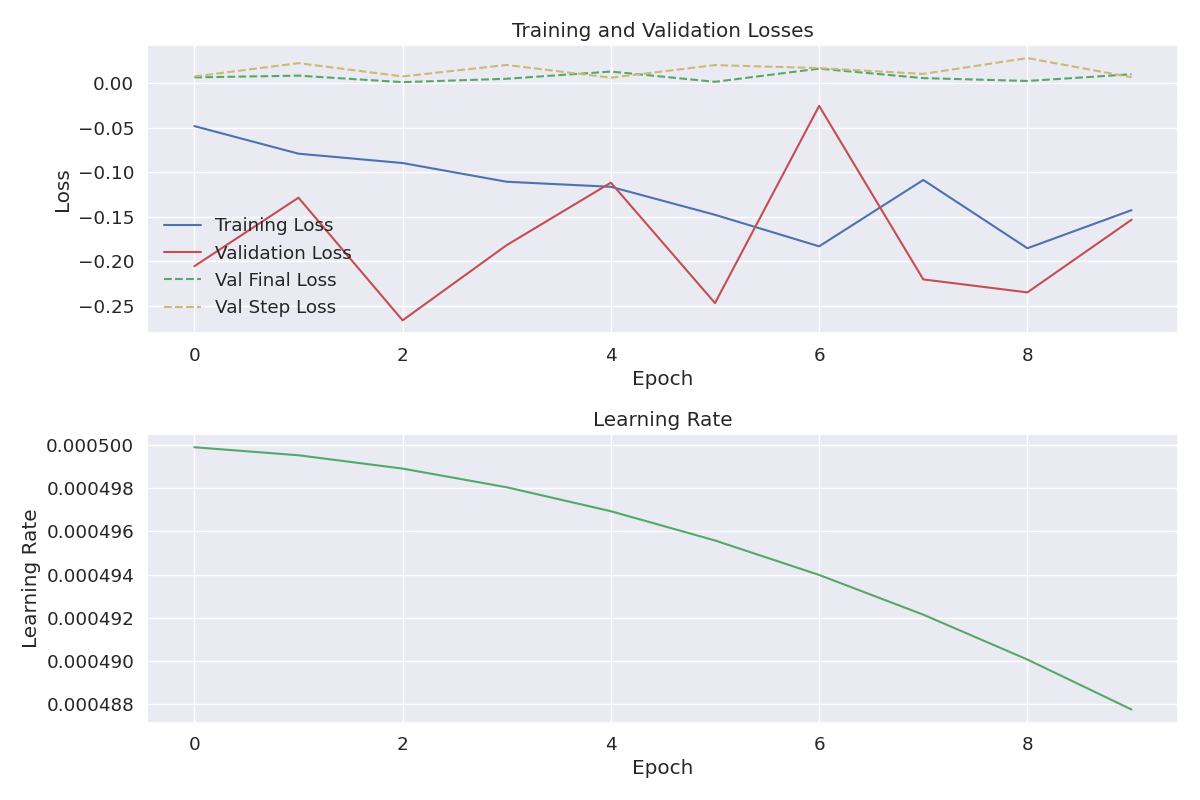 Training and Validation Losses
0.00
−0.05
−0.10
−0.15
−0.20
−0.25
Loss
Training Loss
Validation Loss
Val Final Loss
Val Step Loss
0 2 4 6 8
Epoch
Learning Rate
0.000500
0.000498
0.000496
0.000494
0.000492
0.000490
0.000488
Learning Rate
0 2 4 6 8
Epoch